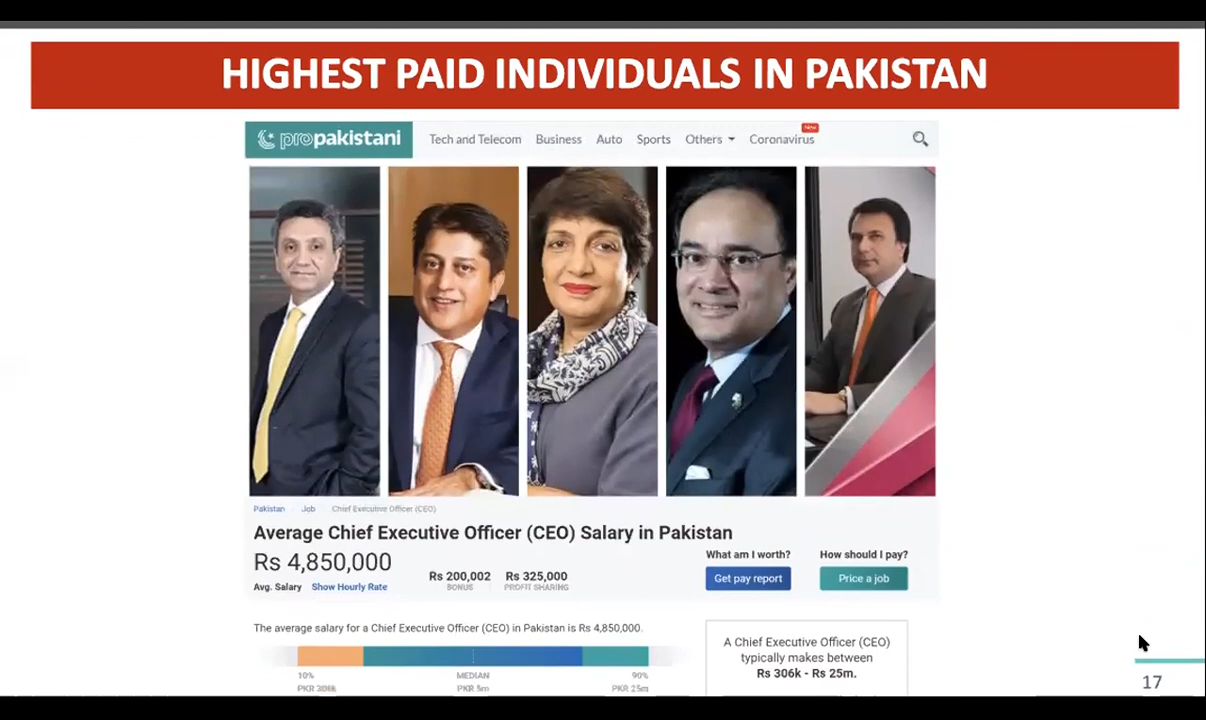 HIGHEST PAID INDIVIDUALS IN PAKISTAN
propakistani Tech and Telecom Business Auto Sports Others Coronavirus New
Pakistan Job Chief Executive Officer (CEO)
Average Chief Executive Officer (CEO) Salary in Pakistan
Rs 4,850,000
Avg. Salary Show Hourly Rate
Rs 200,002 Rs 325,000
BONUS PROFIT SHARING
What am I worth? How should I pay?
Get pay report Price a job
The average salary for a Chief Executive Officer (CEO) in Pakistan is Rs 4,850,000.
10% MEDIAN 90%
PKR 306k PKR 5m PKR 25m
A Chief Executive Officer (CEO)
typically makes between
Rs 306k - Rs 25m.
17